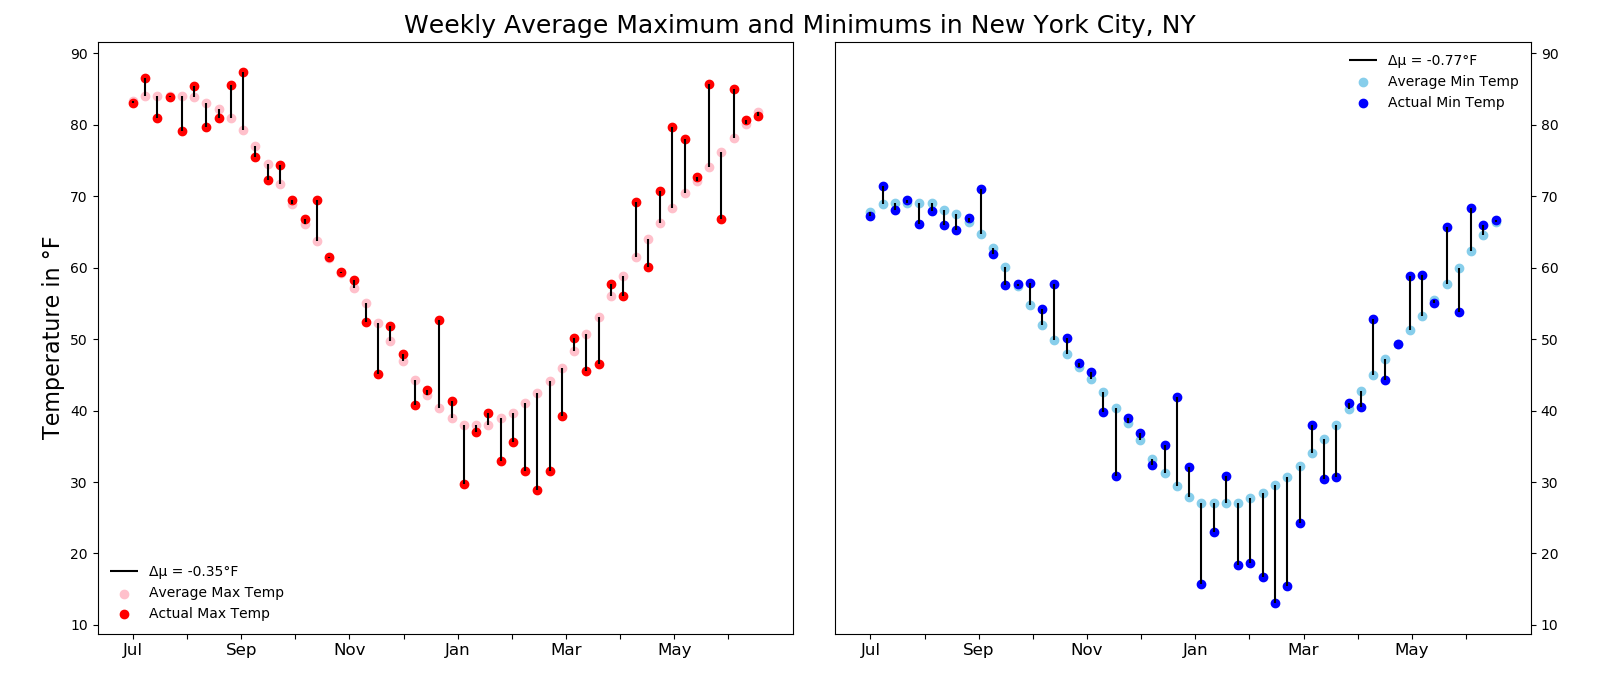 Weekly Average Maximum and Minimums in New York City, NY
Temperature in °F
90
80
70
60
50
40
30
20
10
Δμ = -0.35°F
Average Max Temp
Actual Max Temp
Jul
Sep
Nov
Jan
Mar
May
Δμ = -0.77°F
Average Min Temp
Actual Min Temp
90
80
70
60
50
40
30
20
10
Jul
Sep
Nov
Jan
Mar
May